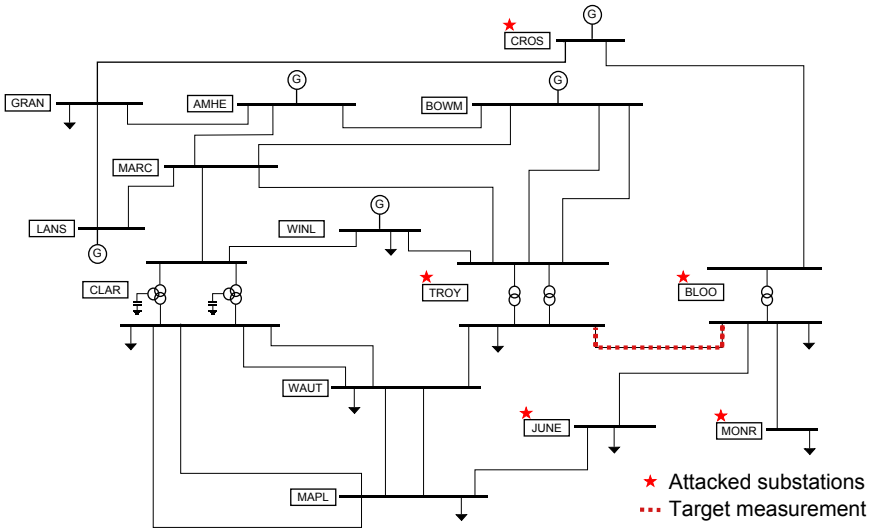 G
CROS
G
G
GRAN
AMHE
BOWM
MARC
G
LANS
WINL
G
CLAR
TROY
BLOO
WAUT
JUNE
MONR
MAPL
Attacked substations
Target measurement